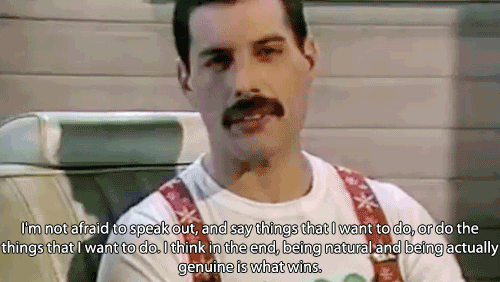 I'm not afraid to speak out, and say things that I want to do, or do the
things that I want to do. I think in the end, being natural and being actually
genuine is what wins.